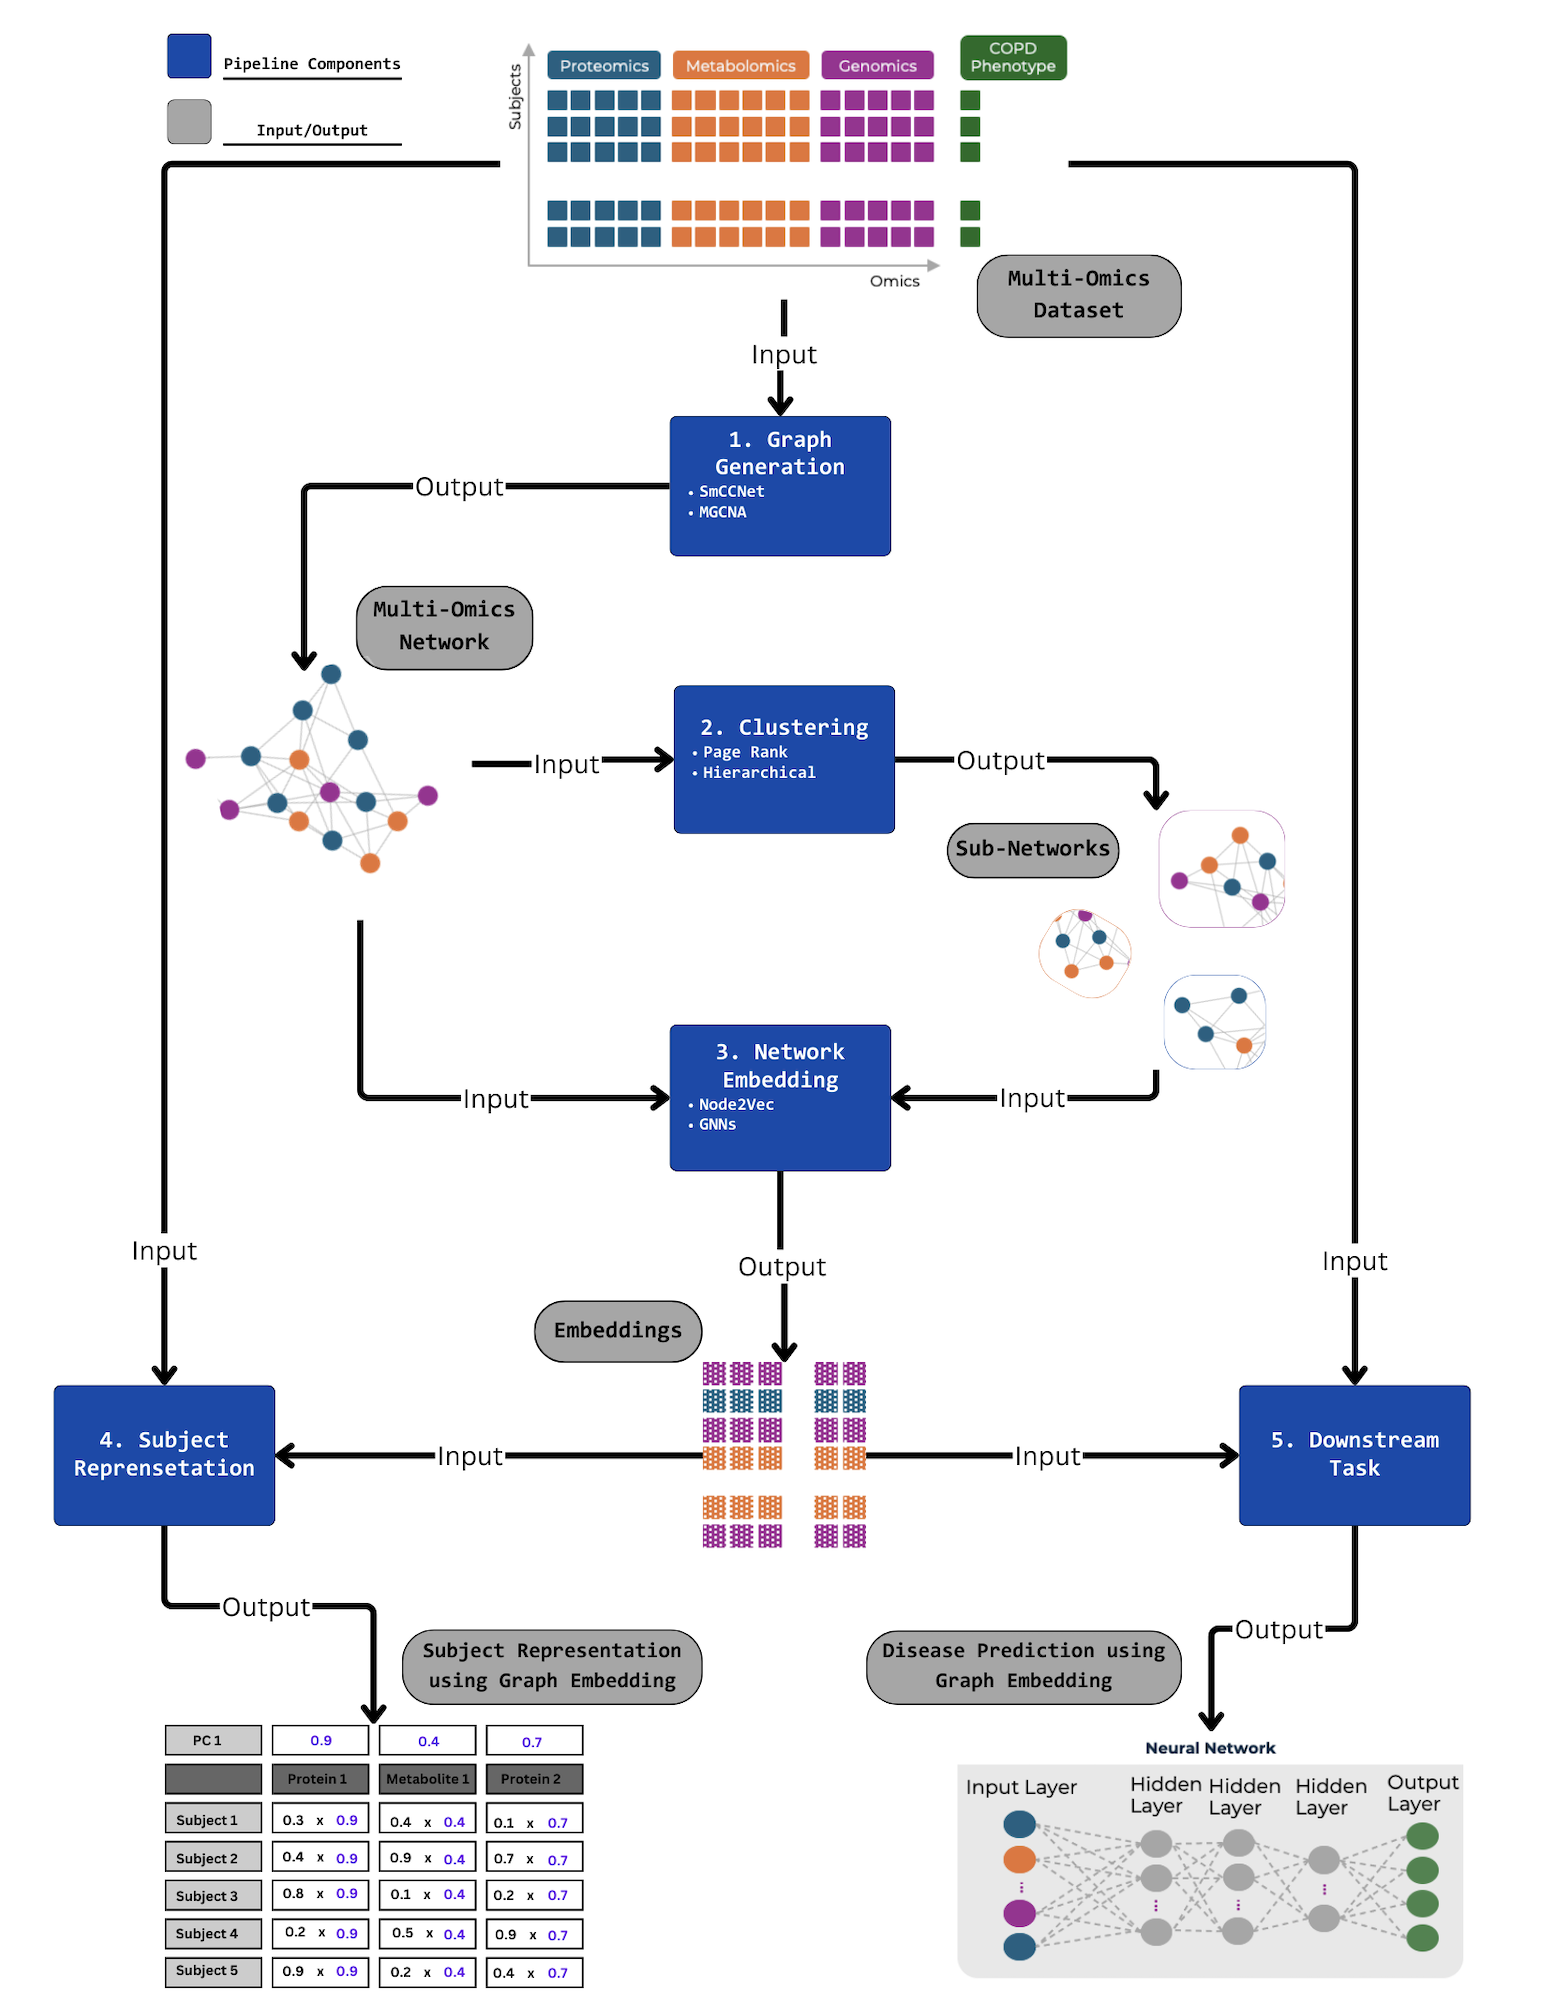 Pipeline Components
Input/Output
Subjects
Proteomics
Metabolomics
Genomics
COPD
Phenotype
Omics
Multi-Omics
Dataset
Input
1. Graph
Generation
• SmCCNet
• MGCNA
Output
Multi-Omics
Network
Input
2. Clustering
• Page Rank
• Hierarchical
Output
Sub-Networks
3. Network
Embedding
• Node2Vec
• GNNs
Input
Input
Input
Output
Input
Embeddings
4. Subject
Reprensetation
Input
Input
5. Downstream
Task
Output
Output
Subject Representation
using Graph Embedding
Disease Prediction using
Graph Embedding
PC 1 0.9 0.4 0.7
Protein 1 Metabolite 1 Protein 2
Subject 1 0.3 x 0.9 0.4 x 0.4 0.1 x 0.7
Subject 2 0.4 x 0.9 0.9 x 0.4 0.7 x 0.7
Subject 3 0.8 x 0.9 0.1 x 0.4 0.2 x 0.7
Subject 4 0.2 x 0.9 0.5 x 0.4 0.9 x 0.7
Subject 5 0.9 x 0.9 0.2 x 0.4 0.4 x 0.7
Neural Network
Input Layer
Hidden
Layer
Hidden
Layer
Hidden
Layer
Output
Layer